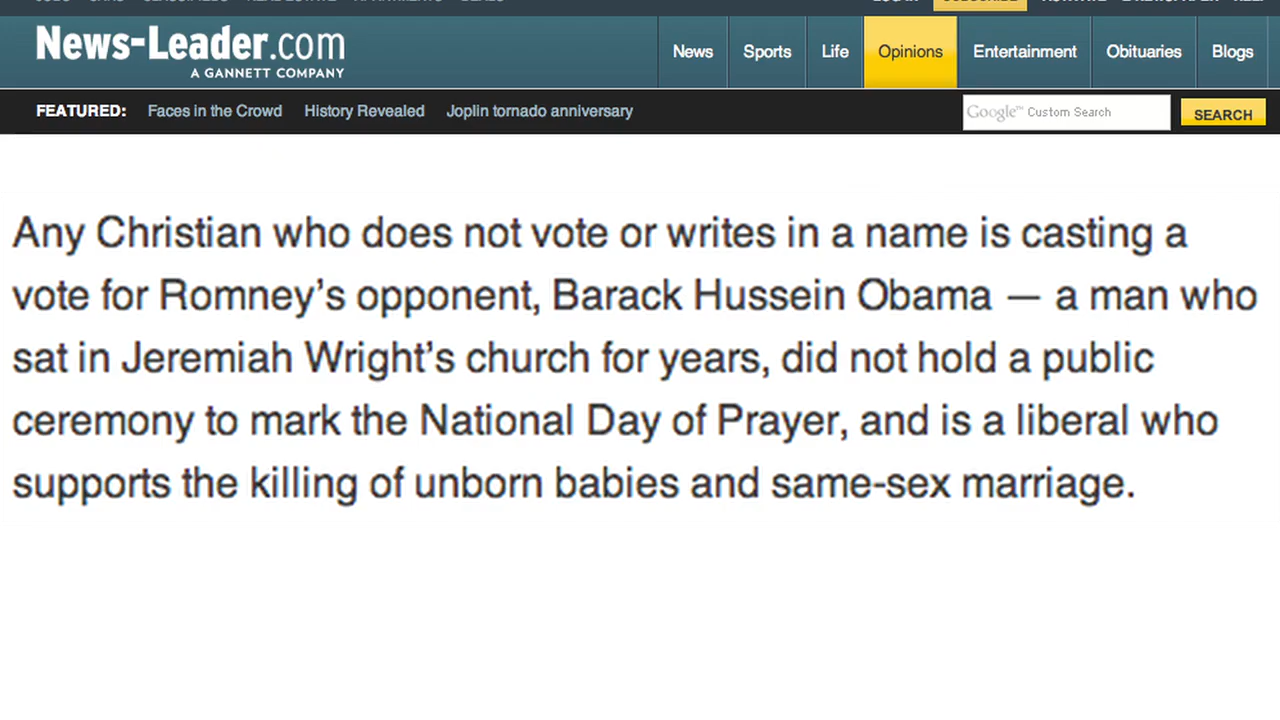 News-Leader.com
A GANNETT COMPANY
News Sports Life Opinions Entertainment Obituaries Blogs
FEATURED: Faces in the Crowd History Revealed Joplin tornado anniversary Google™ Custom Search SEARCH
Any Christian who does not vote or writes in a name is casting a
vote for Romney’s opponent, Barack Hussein Obama — a man who
sat in Jeremiah Wright’s church for years, did not hold a public
ceremony to mark the National Day of Prayer, and is a liberal who
supports the killing of unborn babies and same-sex marriage.